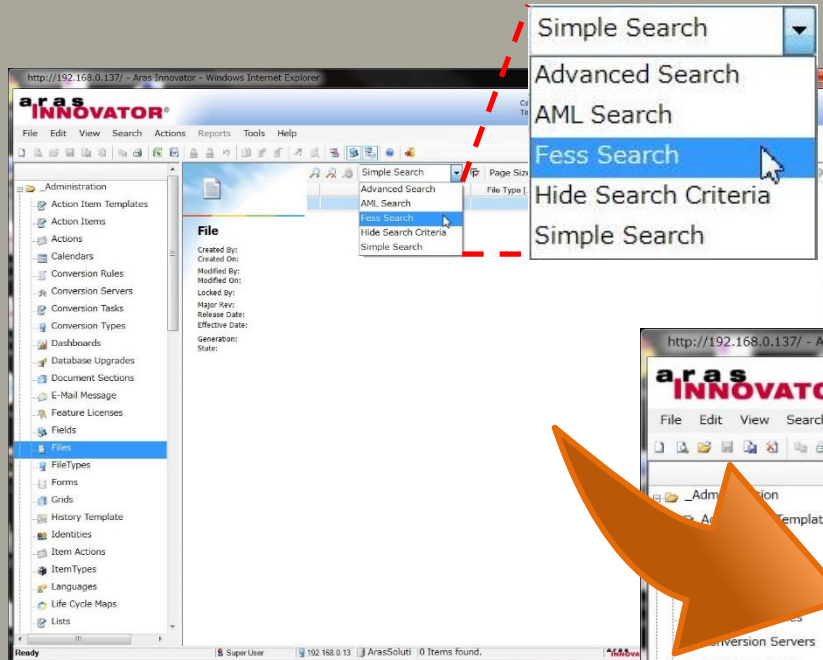 Simple Search
Advanced Search
AML Search
Fess Search
Hide Search Criteria
Simple Search
http://192.168.0.137/ - Aras Innovator - Windows Internet Explorer
aras
INNOVATOR®
File Edit View Search Actions Reports Tools Help
Simple Search Page Size
Advanced Search
AML Search
Fess Search
Hide Search Criteria
Simple Search
File Type [
_Administration
Action Item Templates
Action Items
Actions
Calendars
Conversion Rules
Conversion Servers
Conversion Tasks
Conversion Types
Dashboards
Database Upgrades
Document Sections
E-Mail Message
Feature Licenses
Fields
Files
FileTypes
Forms
Grids
History Template
Identities
Item Actions
ItemTypes
Languages
Life Cycle Maps
Lists
File
Created By:
Created On:
Modified By:
Modified On:
Locked By:
Major Rev:
Release Date:
Effective Date:
Generation:
State:
Ready Super User 192.168.0.13 ArasSoluti 0 Items found.
http://192.168.0.137/ - A
aras
INNOVATO
File Edit View Search